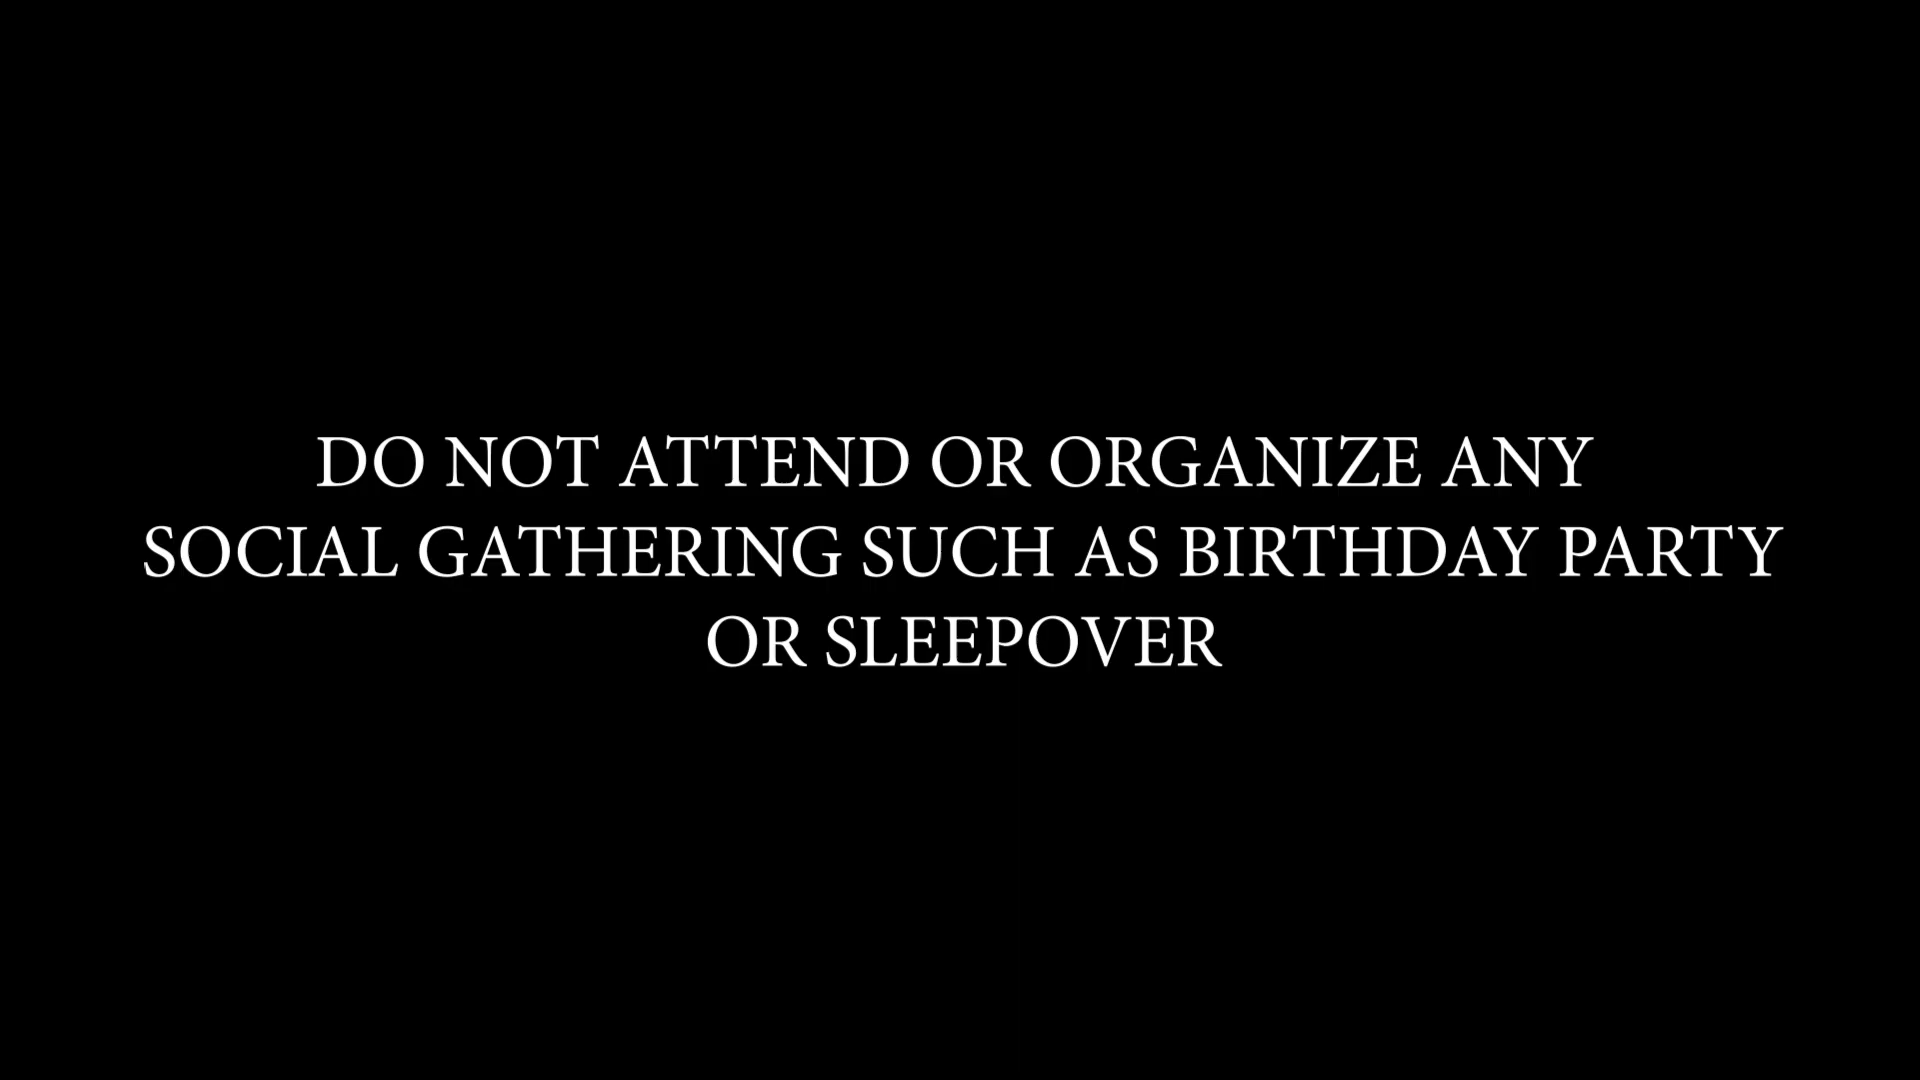 DO NOT ATTEND OR ORGANIZE ANY
SOCIAL GATHERING SUCH AS BIRTHDAY PARTY
OR SLEEPOVER